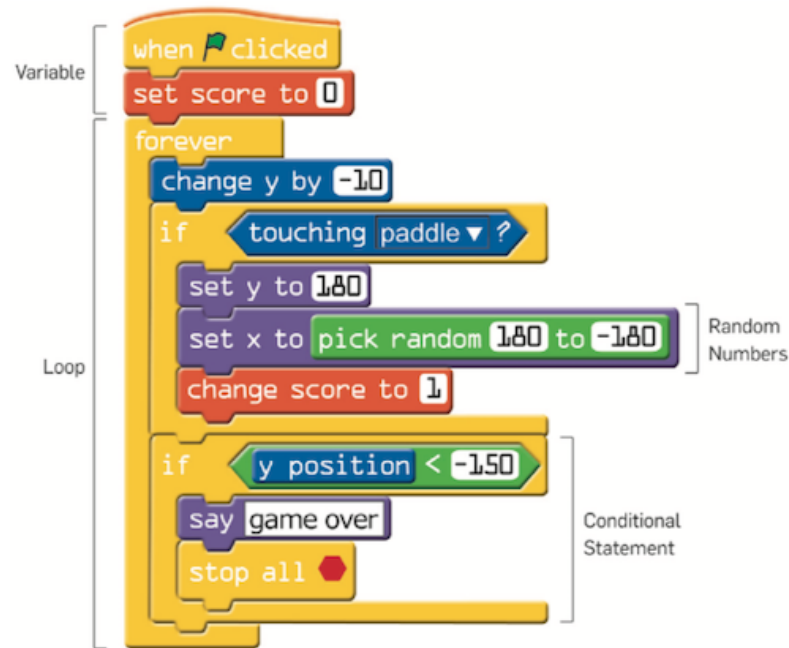 when clicked
Variable
set score to 0
forever
change y by -10
if touching paddle ?
set y to 180
set x to pick random 180 to -180
Random
Numbers
Loop
change score to 1
if y position < -150
say game over
Conditional
Statement
stop all